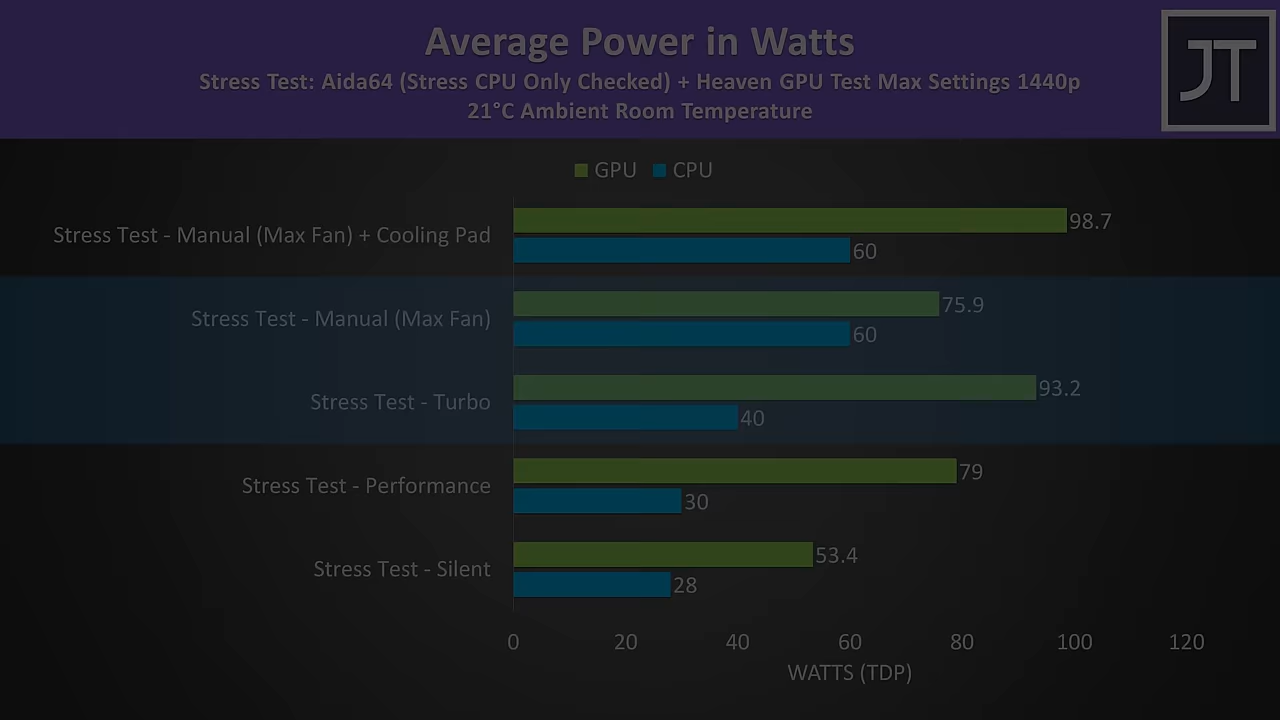 Average Power in Watts
JT
Stress Test: Aida64 (Stress CPU Only Checked) + Heaven GPU Test Max Settings 1440p
21°C Ambient Room Temperature
GPU CPU
Stress Test - Manual (Max Fan) + Cooling Pad
98.7
60
Stress Test - Manual (Max Fan)
75.9
60
Stress Test - Turbo
93.2
40
Stress Test - Performance
79
30
Stress Test - Silent
53.4
28
0 20 40 60 80 100 120
WATTS (TDP)